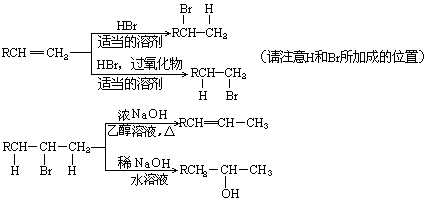 Br H
HBr
RCH—CH₂
适当的溶剂
RCH=CH₂
(请注意H和Br所加成的位置)
HBr，过氧化物
适当的溶剂
RCH—CH₂
H Br
浓NaOH
RCH=CH—CH₃
乙醇溶液,△
RCH—CH—CH₂
H Br H
稀NaOH
RCH₂—CH—CH₃
水溶液
OH